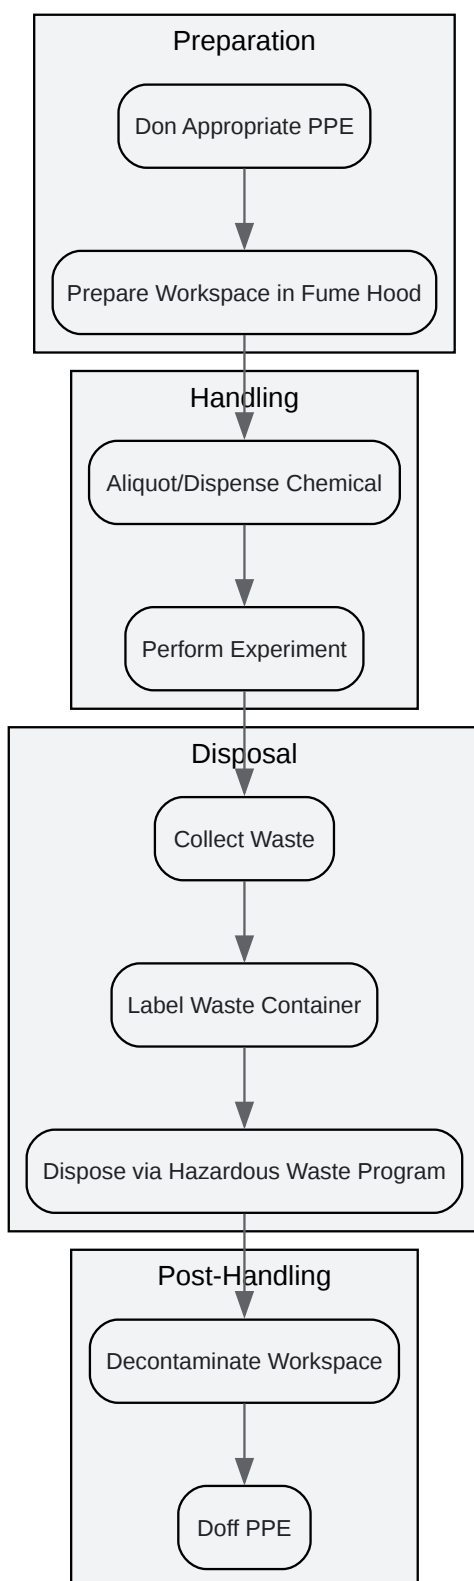 Preparation
Don Appropriate PPE
Prepare Workspace in Fume Hood
Handling
Aliquot/Dispense Chemical
Perform Experiment
Disposal
Collect Waste
Label Waste Container
Dispose via Hazardous Waste Program
Post-Handling
Decontaminate Workspace
Doff PPE